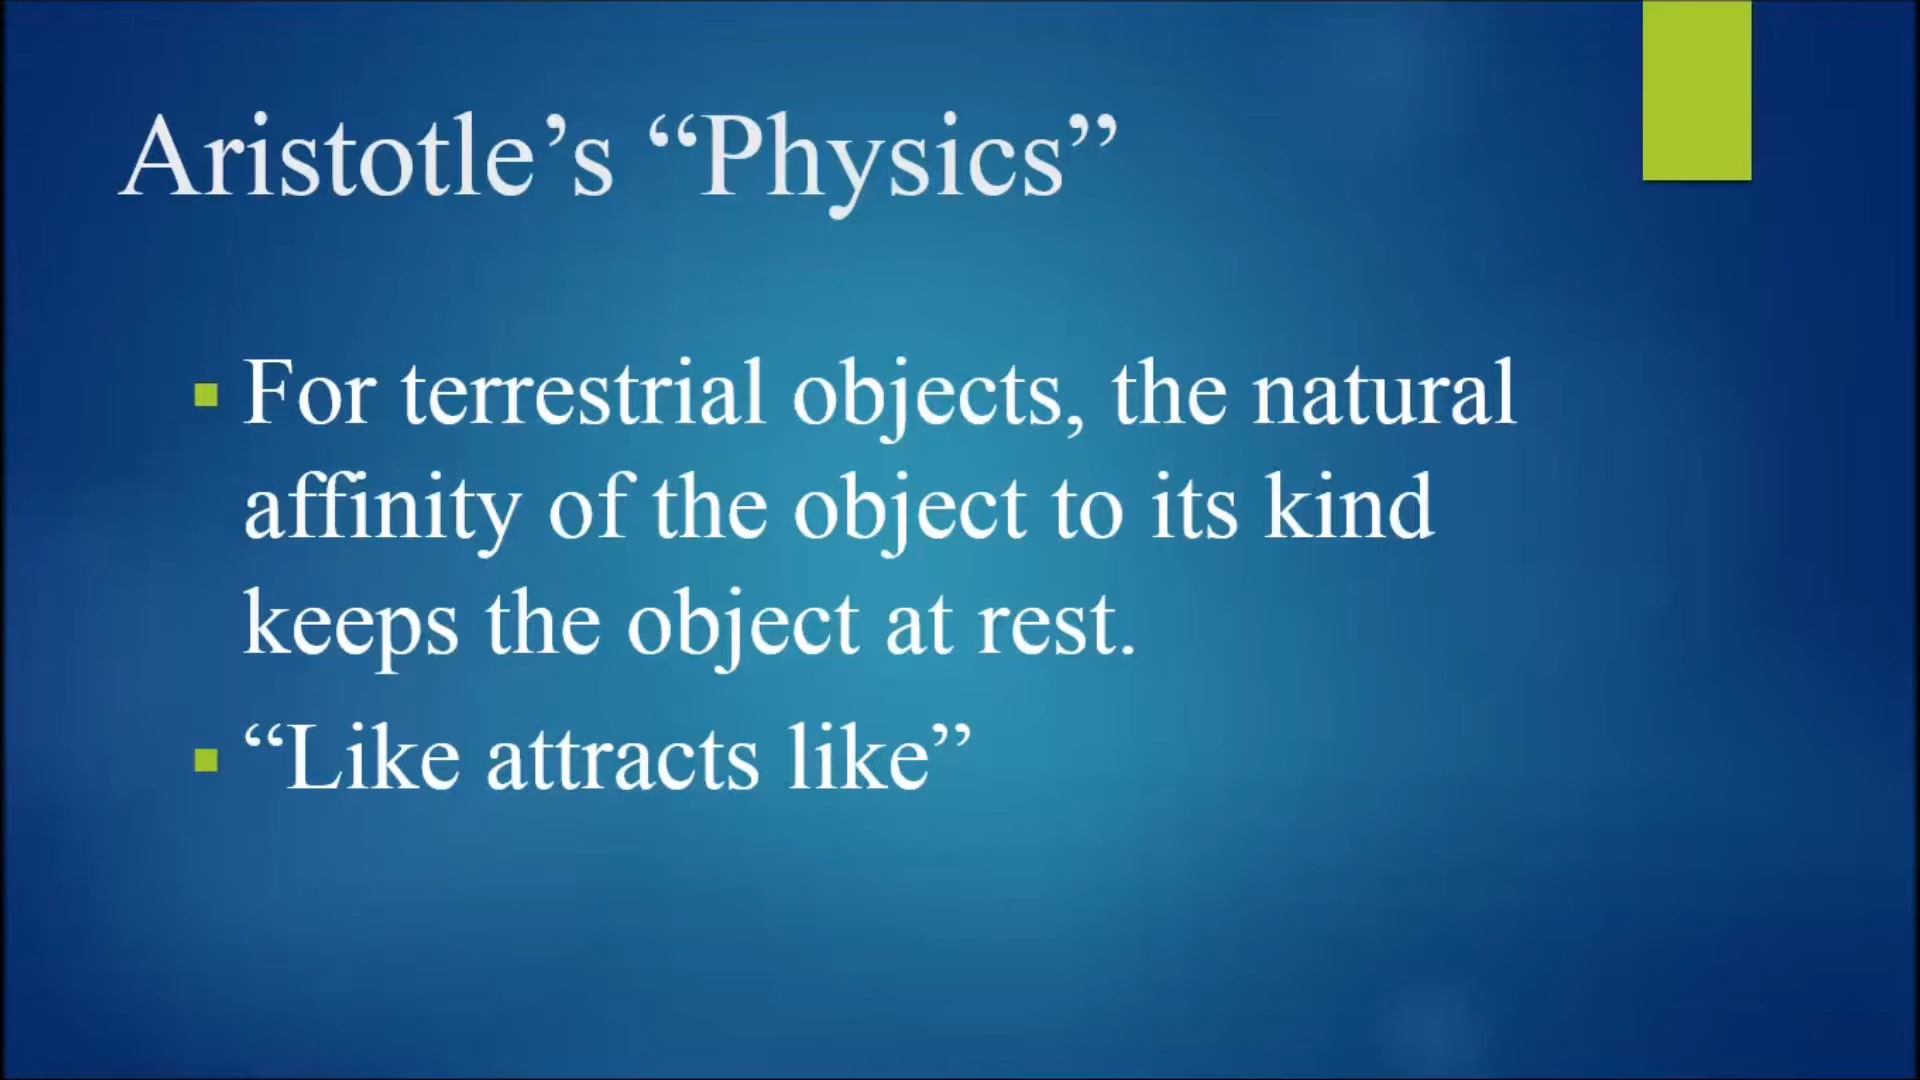 Aristotle’s “Physics”
For terrestrial objects, the natural
affinity of the object to its kind
keeps the object at rest.
“Like attracts like”